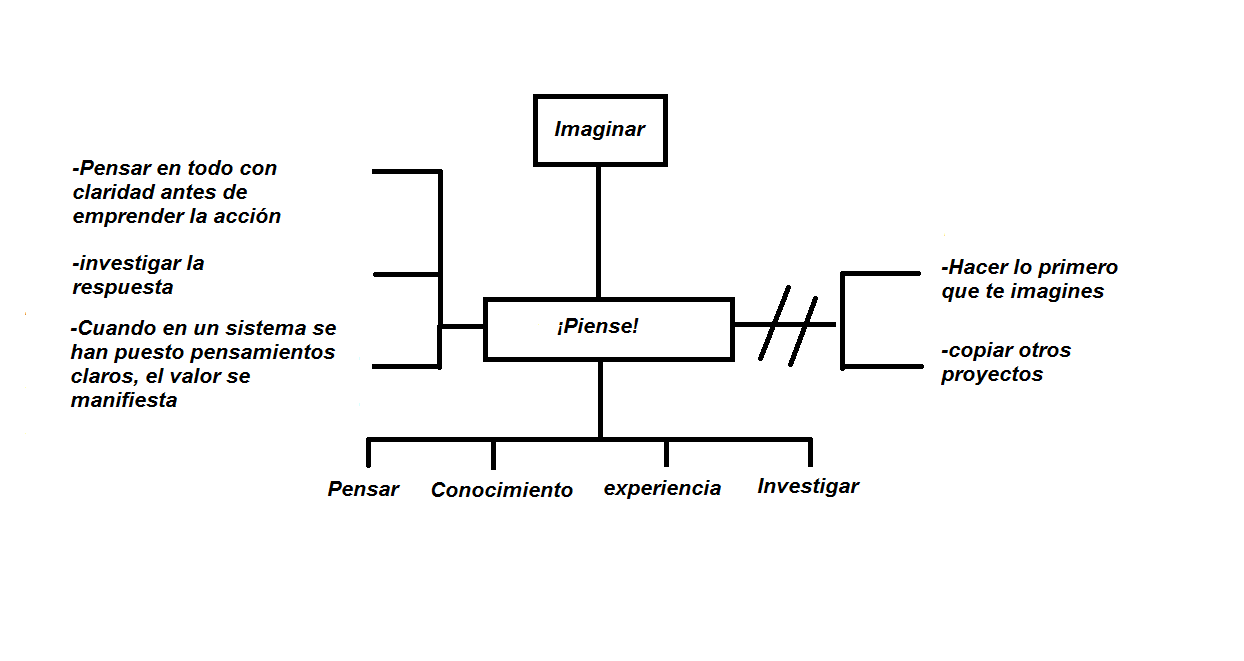 Imaginar
-Pensar en todo con
claridad antes de
emprender la acción
-investigar la
respuesta
-Cuando en un sistema se
han puesto pensamientos
claros, el valor se
manifiesta
¡Piense!
-Hacer lo primero
que te imagines
-copiar otros
proyectos
Pensar
Conocimiento
experiencia
Investigar